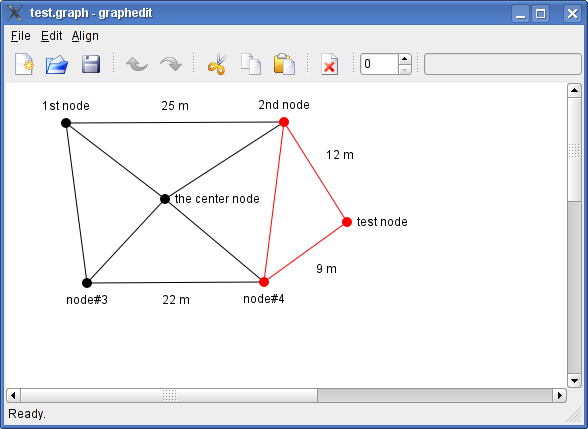 test.graph - graphedit
File Edit Align
0
1st node
25 m
2nd node
12 m
the center node
test node
9 m
node#3
22 m
node#4
Ready.